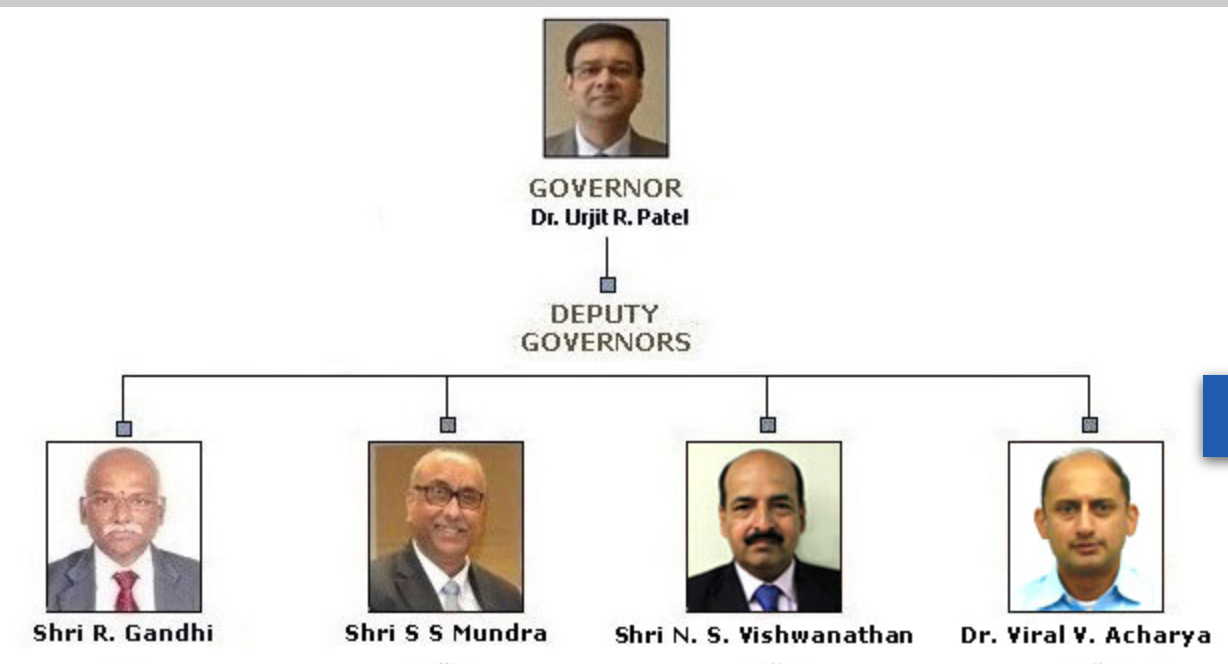 GOVERNOR
Dr. Urjit R. Patel
DEPUTY
GOVERNORS
Shri R. Gandhi
Shri S S Mundra
Shri N. S. Vishwanathan
Dr. Viral V. Acharya